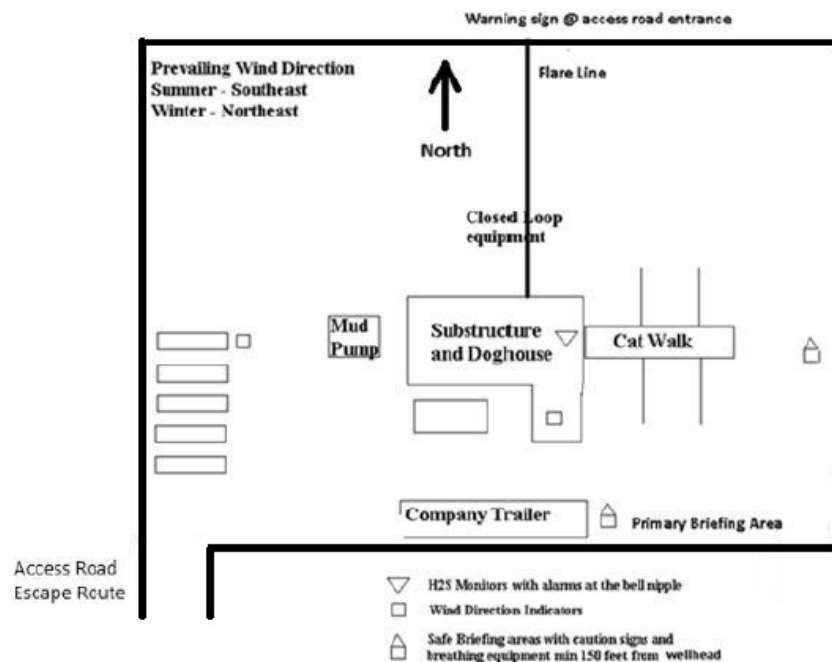 Warning sign @ access road entrance
Prevailing Wind Direction
Summer - Southeast
Winter - Northeast
Flare Line
North
Closed Loop
equipment
Mud
Pump
Substructure
and Doghouse
Cat Walk
Company Trailer
Primary Briefing Area
Access Road
Escape Route
H2S Monitors with alarms at the bell nipple
Wind Direction Indicators
Safe Briefing areas with caution signs and
breathing equipment min 150 feet from wellhead